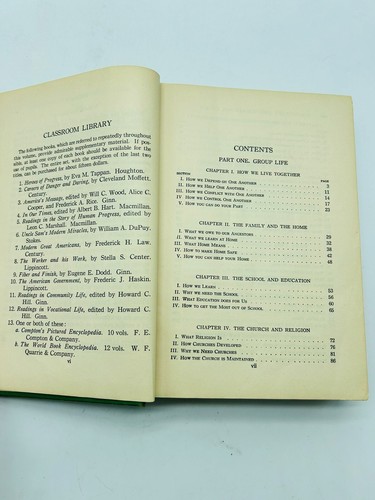 CLASSROOM LIBRARY
The following books, which are referred to repeatedly throughout
this volume, provide admirable supplementary material. If pos-
sible, at least one copy of each book should be available for the
use of pupils. The entire set, with the exception of the last two
items, can be purchased for about fifteen dollars.
1. Heroes of Progress, by Eva M. Tappan. Houghton.
2. Careers of Danger and Daring, by Cleveland Moffett.
Century.
3. America's Message, by Will C. Wood, Alice C.
Cooper, and Frederick A. Rice. Ginn.
4. In Our Times, edited by Albert B. Hart. Macmillan.
5. Readings in the Story of Human Progress, edited by
Leon C. Marshall. Macmillan.
6. Uncle Sam's Modern Miracles, by William A. DuPuy.
Stokes.
7. Modern Great Americans, by Frederick H. Law.
Century.
8. The Worker and his Work, by Stella S. Center.
Lippincott.
9. Fiber and Finish, by Eugene E. Dodd. Ginn.
10. The American Government, by Frederic J. Haskin.
Lippincott.
11. Readings in Community Life, edited by Howard C.
Hill. Ginn.
12. Readings in Vocational Life, edited by Howard C.
Hill. Ginn.
13. One or both of these:
a. Compton's Pictured Encyclopedia. 10 vols. F. E.
Compton & Company.
b. The World Book Encyclopedia. 12 vols. W. F.
Quarrie & Company.
vi
CONTENTS
PART ONE. GROUP LIFE
CHAPTER I. HOW WE LIVE TOGETHER
SECTION PAGE
I. HOW WE DEPEND ON ONE ANOTHER 3
II. HOW WE HELP ONE ANOTHER 11
III. HOW WE CONFLICT WITH ONE ANOTHER 14
IV. HOW WE CONTROL ONE ANOTHER 17
V. HOW YOU CAN DO YOUR PART 23
CHAPTER II. THE FAMILY AND THE HOME
I. WHAT WE OWE TO OUR ANCESTORS 26
II. WHAT WE LEARN AT HOME 32
III. WHAT HOME MEANS 38
IV. HOW TO MAKE HOME SAFE 42
V. HOW YOU CAN HELP YOUR HOME 48
CHAPTER III. THE SCHOOL AND EDUCATION
I. HOW WE LEARN 53
II. WHY WE NEED THE SCHOOL 56
III. WHAT EDUCATION DOES FOR US 61
IV. HOW TO GET THE MOST OUT OF SCHOOL 65
CHAPTER IV. THE CHURCH AND RELIGION
I. WHAT RELIGION IS 72
II. HOW CHURCHES DEVELOPED 76
III. WHY WE NEED CHURCHES 81
IV. HOW THE CHURCH IS MAINTAINED 86
vii